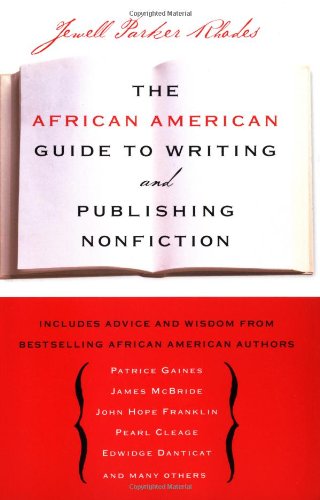 Jewell Parker Rhodes
THE
AFRICAN AMERICAN
GUIDE TO WRITING
and
PUBLISHING
NONFICTION
INCLUDES ADVICE AND WISDOM FROM
BESTSELLING AFRICAN AMERICAN AUTHORS
PATRICE GAINES
JAMES MCBRIDE
JOHN HOPE FRANKLIN
PEARL CLEAGE
EDWIDGE DANTICAT
AND MANY OTHERS